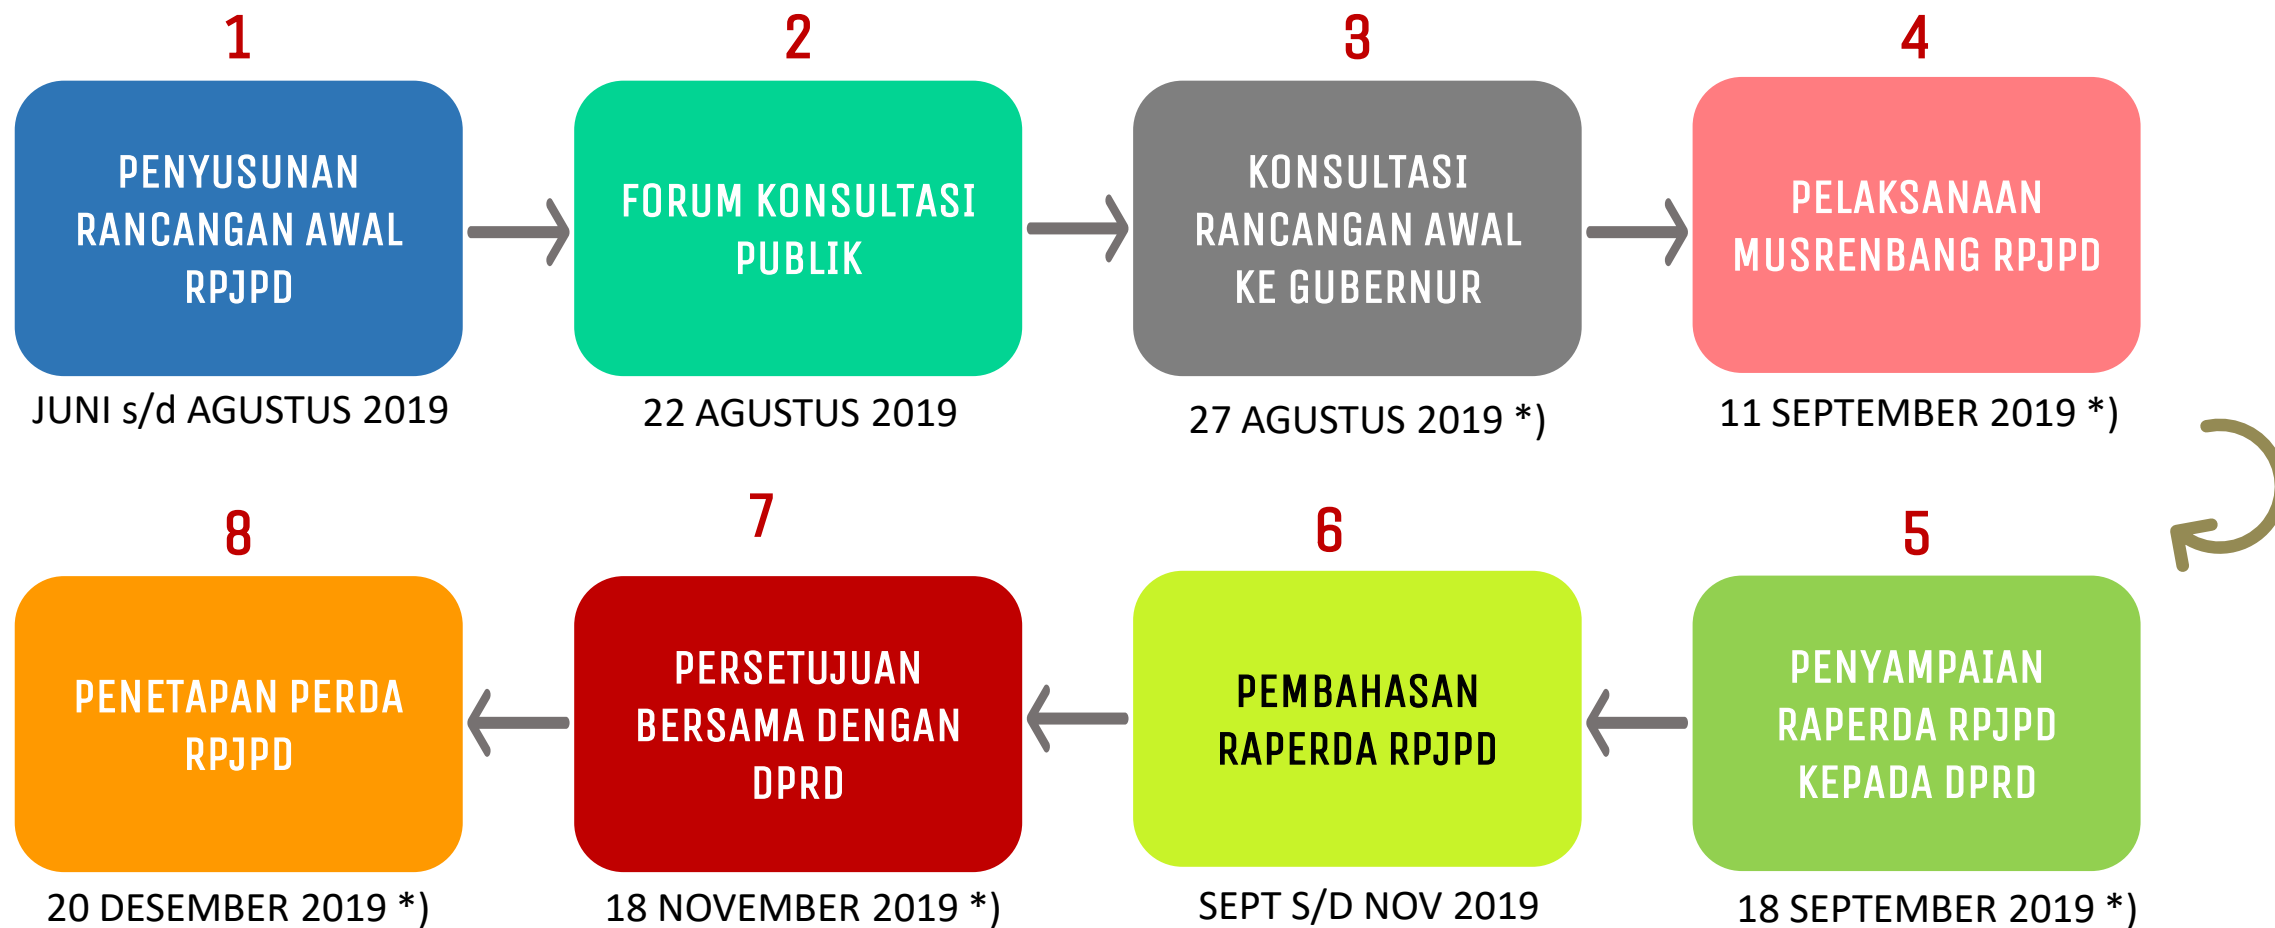 1
PENYUSUNAN
RANCANGAN AWAL
RPJPD
JUNI s/d AGUSTUS 2019
2
FORUM KONSULTASI
PUBLIK
22 AGUSTUS 2019
3
KONSULTASI
RANCANGAN AWAL
KE GUBERNUR
27 AGUSTUS 2019 *)
4
PELAKSANAAN
MUSRENBANG RPJPD
11 SEPTEMBER 2019 *)
5
PENYAMPAIAN
RAPERDA RPJPD
KEPADA DPRD
18 SEPTEMBER 2019 *)
6
PEMBAHASAN
RAPERDA RPJPD
SEPT S/D NOV 2019
7
PERSETUJUAN
BERSAMA DENGAN
DPRD
18 NOVEMBER 2019 *)
8
PENETAPAN PERDA
RPJPD
20 DESEMBER 2019 *)